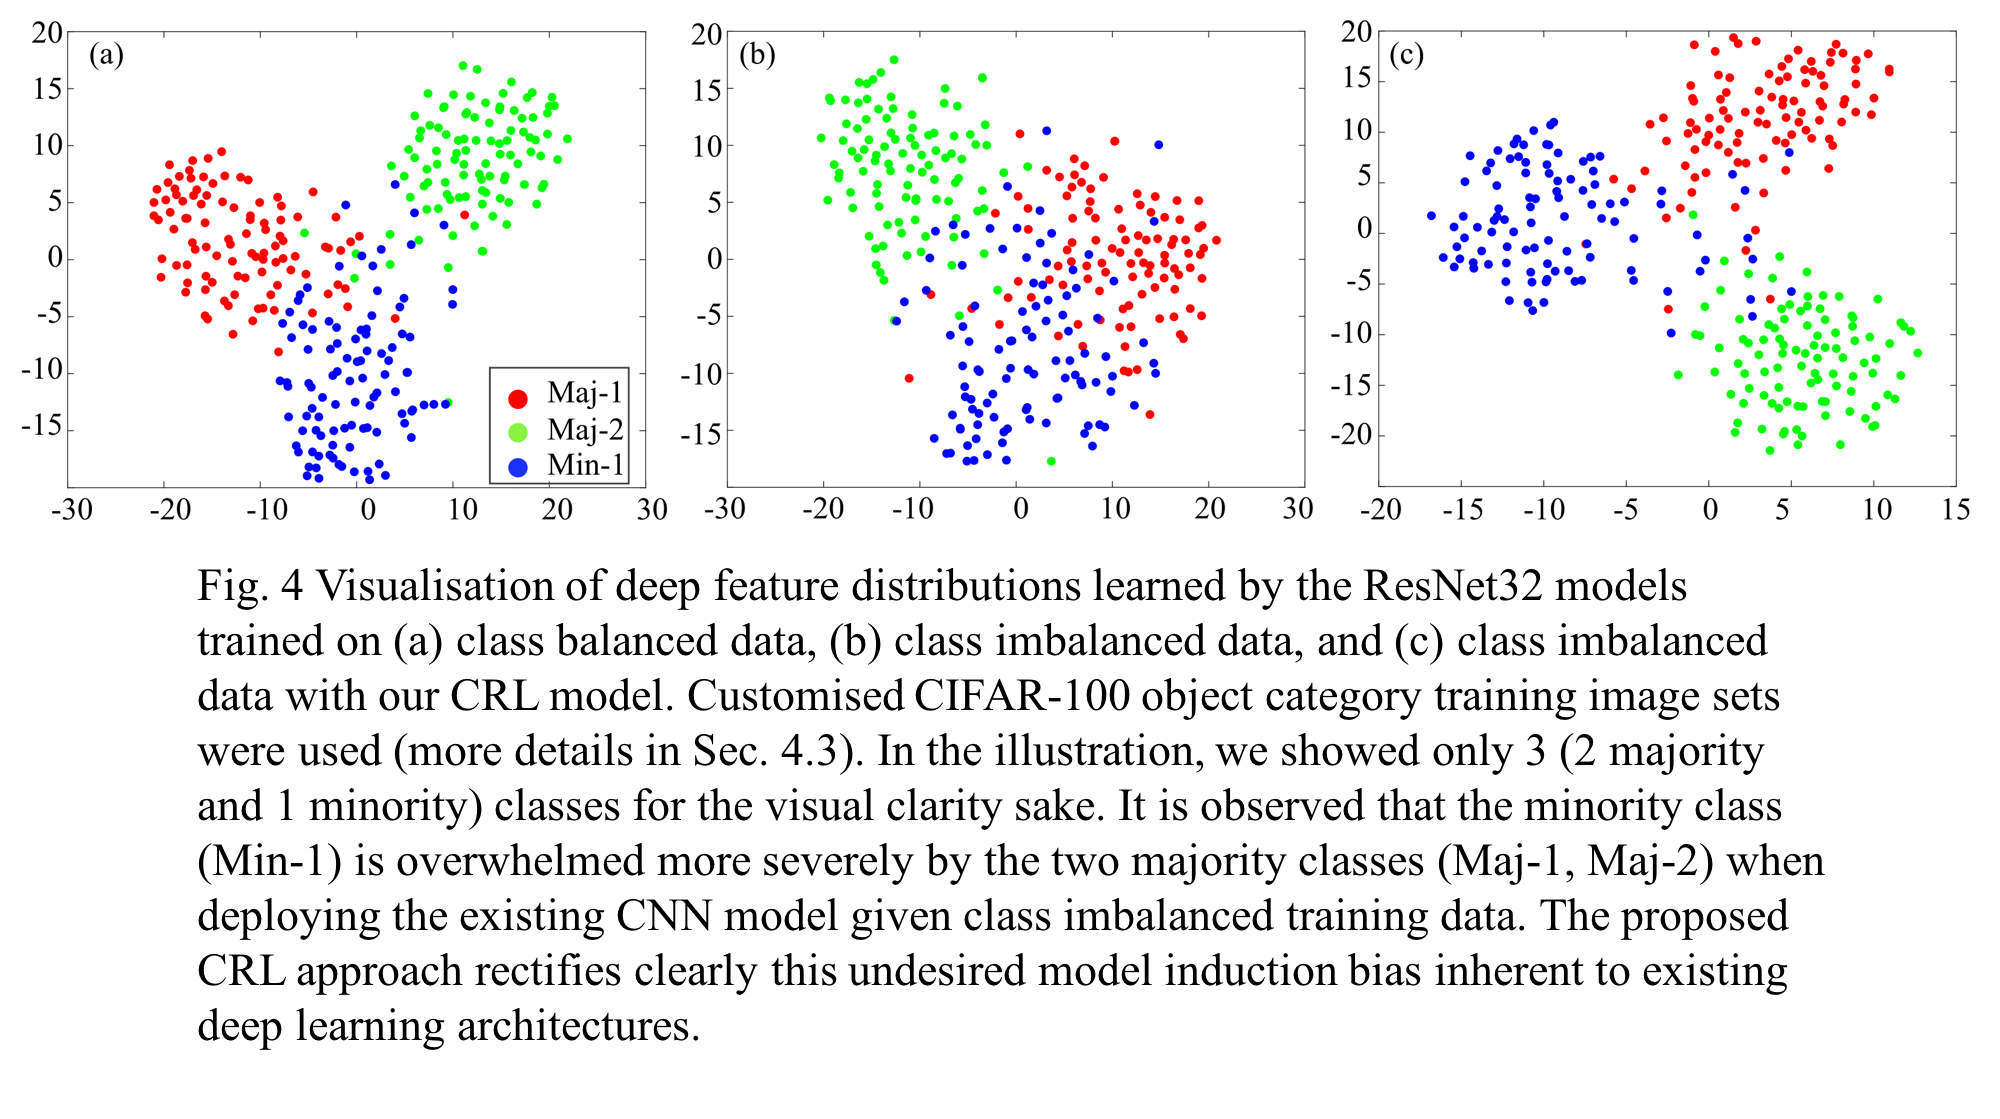 (a)
20
15
10
5
0
-5
-10
-15
-30 -20 -10 0 10 20 30
Maj-1
Maj-2
Min-1
(b)
20
15
10
5
0
-5
-10
-15
-30 -20 -10 0 10 20 30
(c)
20
15
10
5
0
-5
-10
-15
-20
-20 -15 -10 -5 0 5 10 15
Fig. 4 Visualisation of deep feature distributions learned by the ResNet32 models
trained on (a) class balanced data, (b) class imbalanced data, and (c) class imbalanced
data with our CRL model. Customised CIFAR-100 object category training image sets
were used (more details in Sec. 4.3). In the illustration, we showed only 3 (2 majority
and 1 minority) classes for the visual clarity sake. It is observed that the minority class
(Min-1) is overwhelmed more severely by the two majority classes (Maj-1, Maj-2) when
deploying the existing CNN model given class imbalanced training data. The proposed
CRL approach rectifies clearly this undesired model induction bias inherent to existing
deep learning architectures.